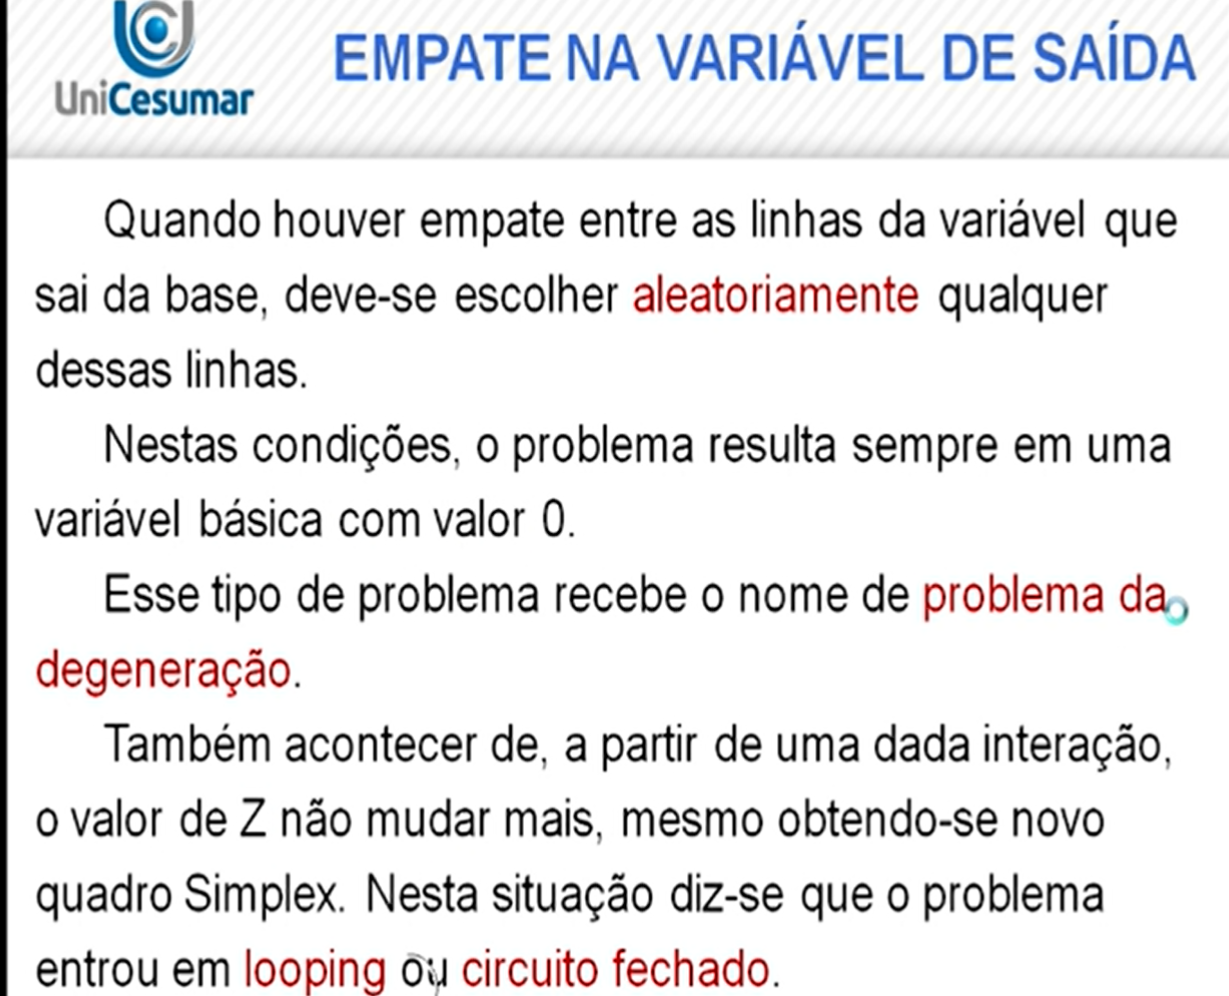 UniCesumar
EMPATE NA VARIÁVEL DE SAÍDA
Quando houver empate entre as linhas da variável que
sai da base, deve-se escolher aleatoriamente qualquer
dessas linhas.
Nestas condições, o problema resulta sempre em uma
variável básica com valor 0.
Esse tipo de problema recebe o nome de problema da
degeneração.
Também acontecer de, a partir de uma dada interação,
o valor de Z não mudar mais, mesmo obtendo-se novo
quadro Simplex. Nesta situação diz-se que o problema
entrou em looping ou circuito fechado.